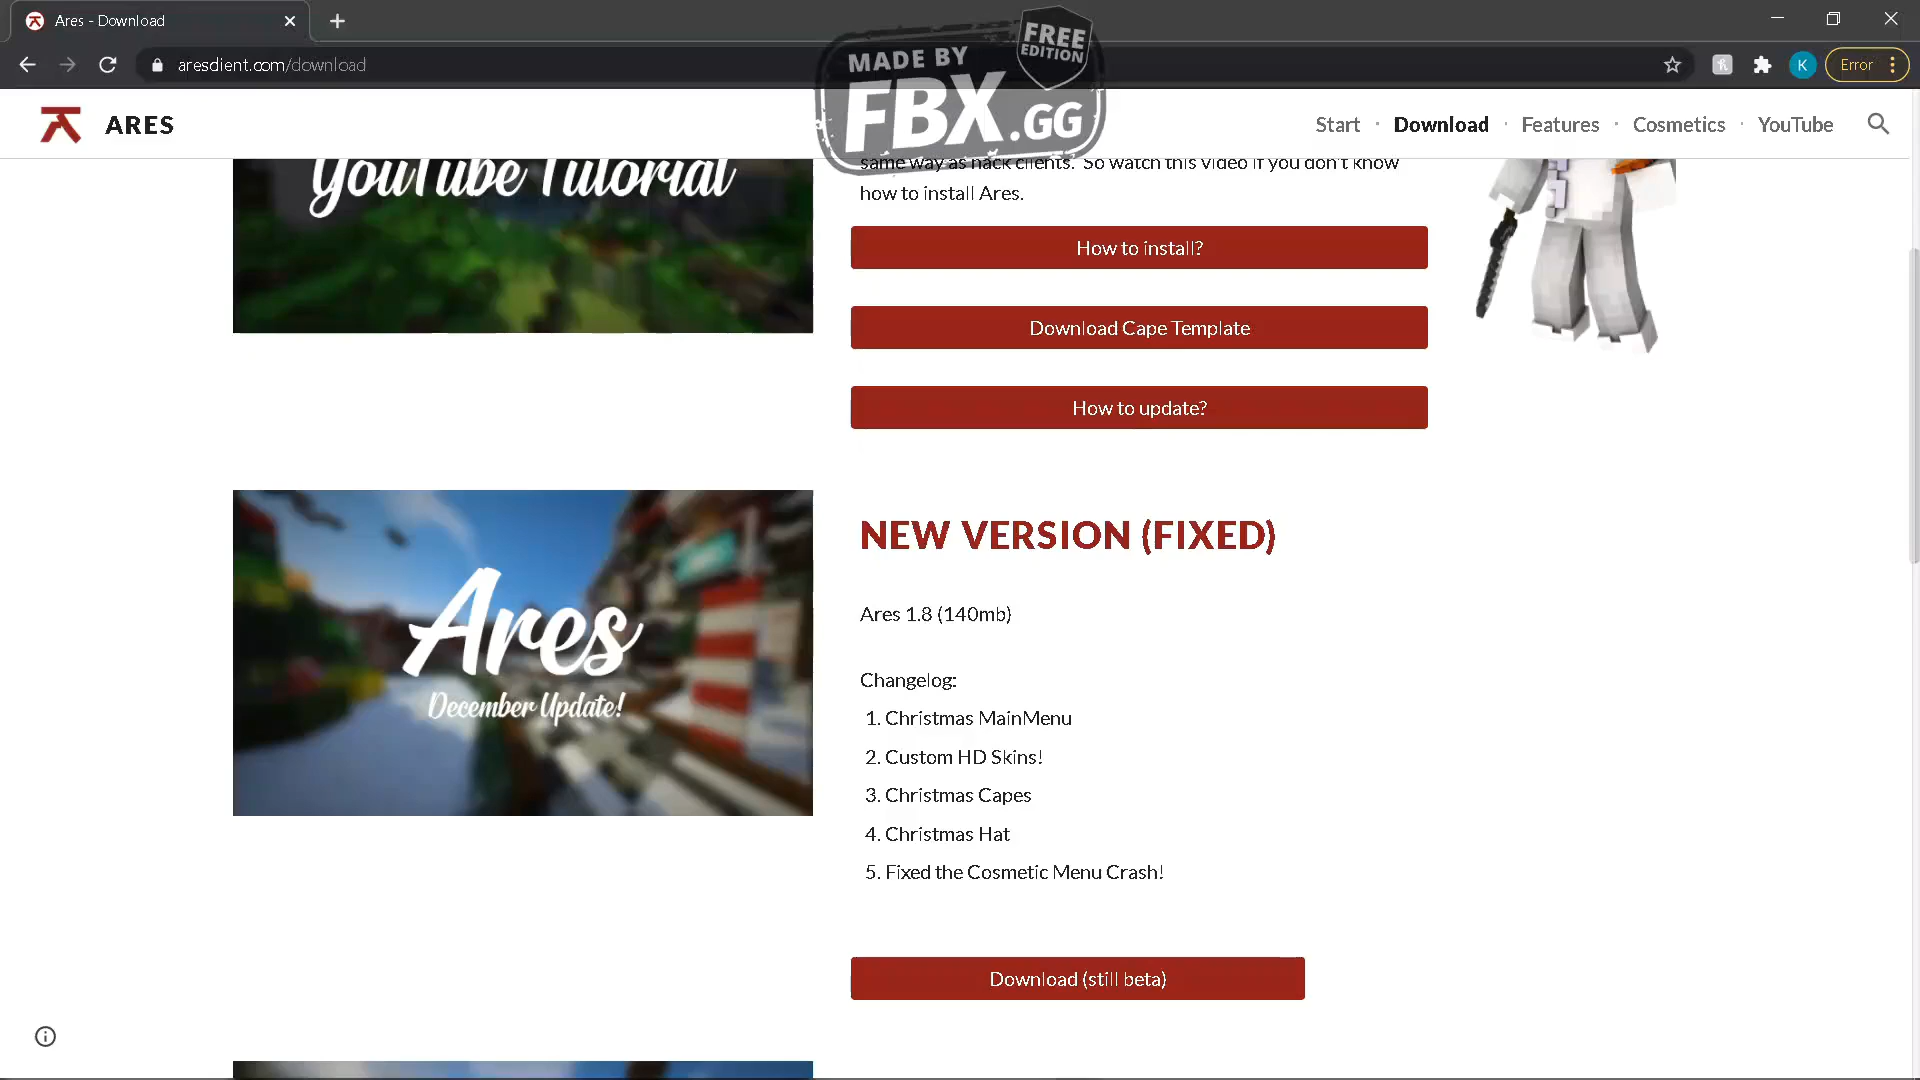 Ares - Download
MADE BY
FBX.GG
FREE
EDITION
aresclient.com/download
K
Error
ARES
Start · Download · Features · Cosmetics · YouTube
YouTube Tutorial
same way as hack clients. So watch this video if you don't know
how to install Ares.
How to install?
Download Cape Template
How to update?
Ares
December Update!
NEW VERSION (FIXED)
Ares 1.8 (140mb)
Changelog:
1. Christmas MainMenu
2. Custom HD Skins!
3. Christmas Capes
4. Christmas Hat
5. Fixed the Cosmetic Menu Crash!
Download (still beta)